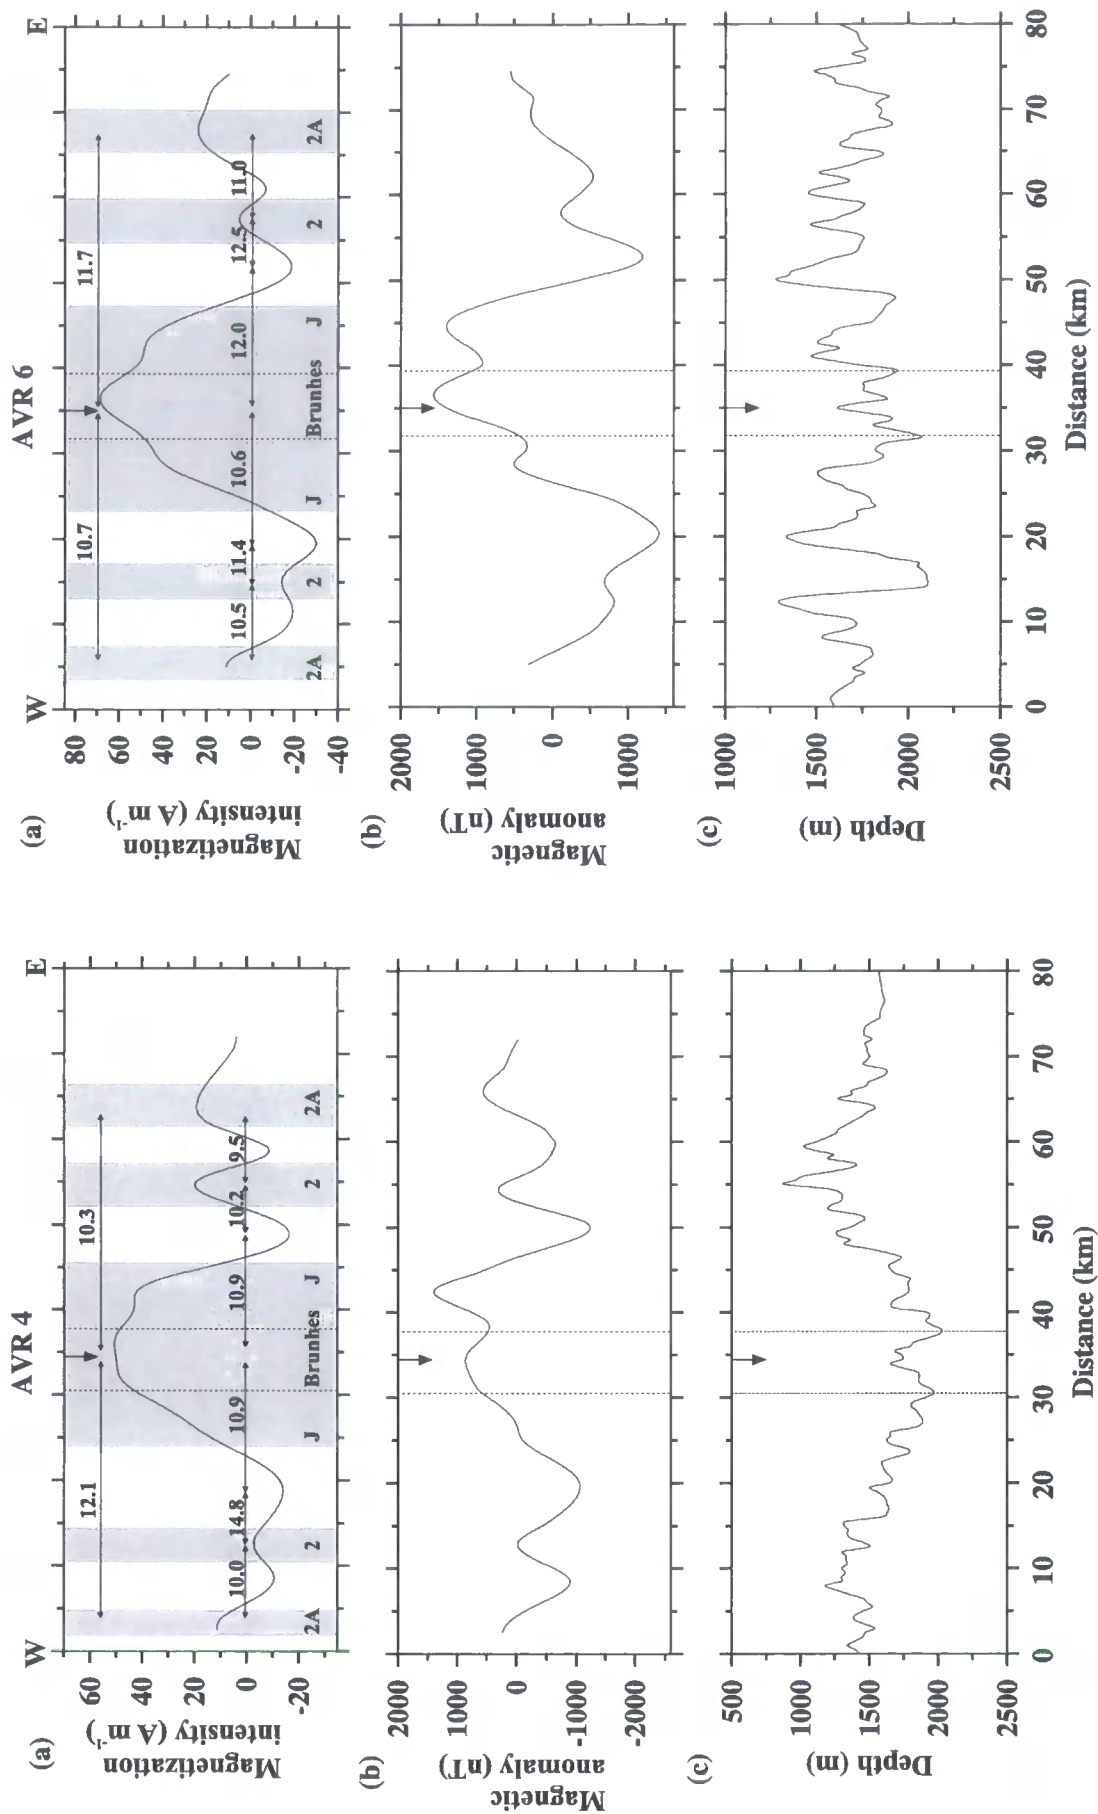 AVR 4
W
E
(a)
Magnetization
intensity (A m⁻¹)
60
40
20
0
-20
12.1
10.3
10.0
14.8
10.9
10.9
10.2
9.5
2A
2
J
Brunhes
J
2
2A
(b)
Magnetic
anomaly (nT)
2000
1000
0
-1000
-2000
(c)
Depth (m)
500
1000
1500
2000
2500
0
10
20
30
40
50
60
70
80
Distance (km)
AVR 6
W
E
(a)
Magnetization
intensity (A m⁻¹)
80
60
40
20
0
-20
-40
10.7
11.7
10.5
11.4
10.6
12.0
12.5
11.0
2A
2
J
Brunhes
J
2
2A
(b)
Magnetic
anomaly (nT)
2000
1000
0
1000
(c)
Depth (m)
1000
1500
2000
2500
0
10
20
30
40
50
60
70
80
Distance (km)